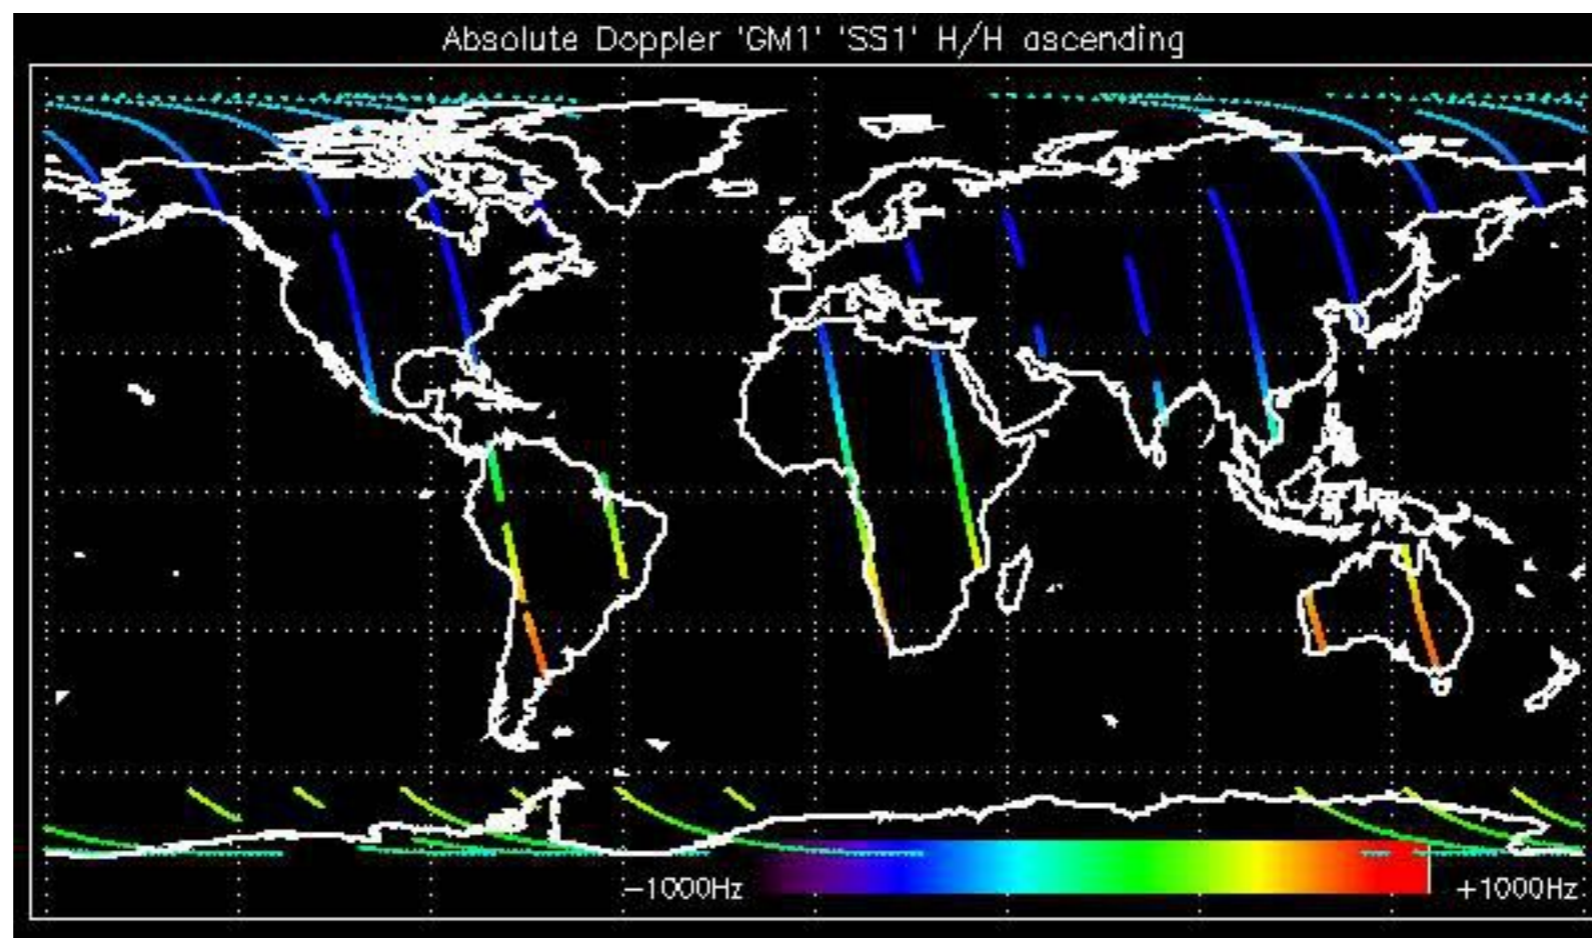 Absolute Doppler 'GM1' 'SS1' H/H ascending
-1000Hz
+1000Hz